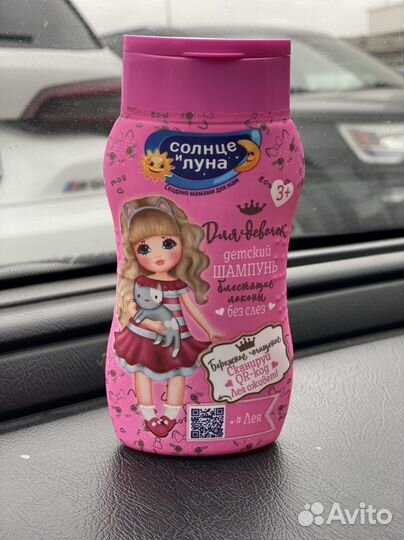 солнце
и луна
Создано мамами для мам
3+
Для девочек
детский
ШАМПУНЬ
блестящие
локоны
без слез
Бережное очищение
Сканируй
QR-код
Лея оживёт!
#Лея
Avito